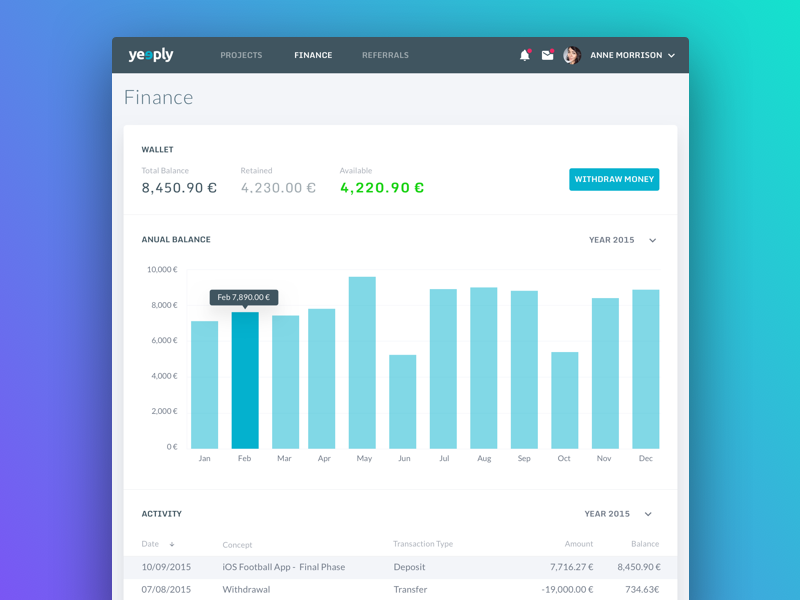 yeeply PROJECTS FINANCE REFERRALS ANNE MORRISON
Finance
WALLET
Total Balance Retained Available
8,450.90 € 4,230.00 € 4,220.90 € WITHDRAW MONEY
ANUAL BALANCE YEAR 2015
10,000 €
Feb 7,890.00 €
8,000 €
6,000 €
4,000 €
2,000 €
0 €
Jan Feb Mar Apr May Jun Jul Aug Sep Oct Nov Dec
ACTIVITY YEAR 2015
Date Concept Transaction Type Amount Balance
10/09/2015 iOS Football App - Final Phase Deposit 7,716.27 € 8,450.90 €
07/08/2015 Withdrawal Transfer -19,000.00 € 734.63€